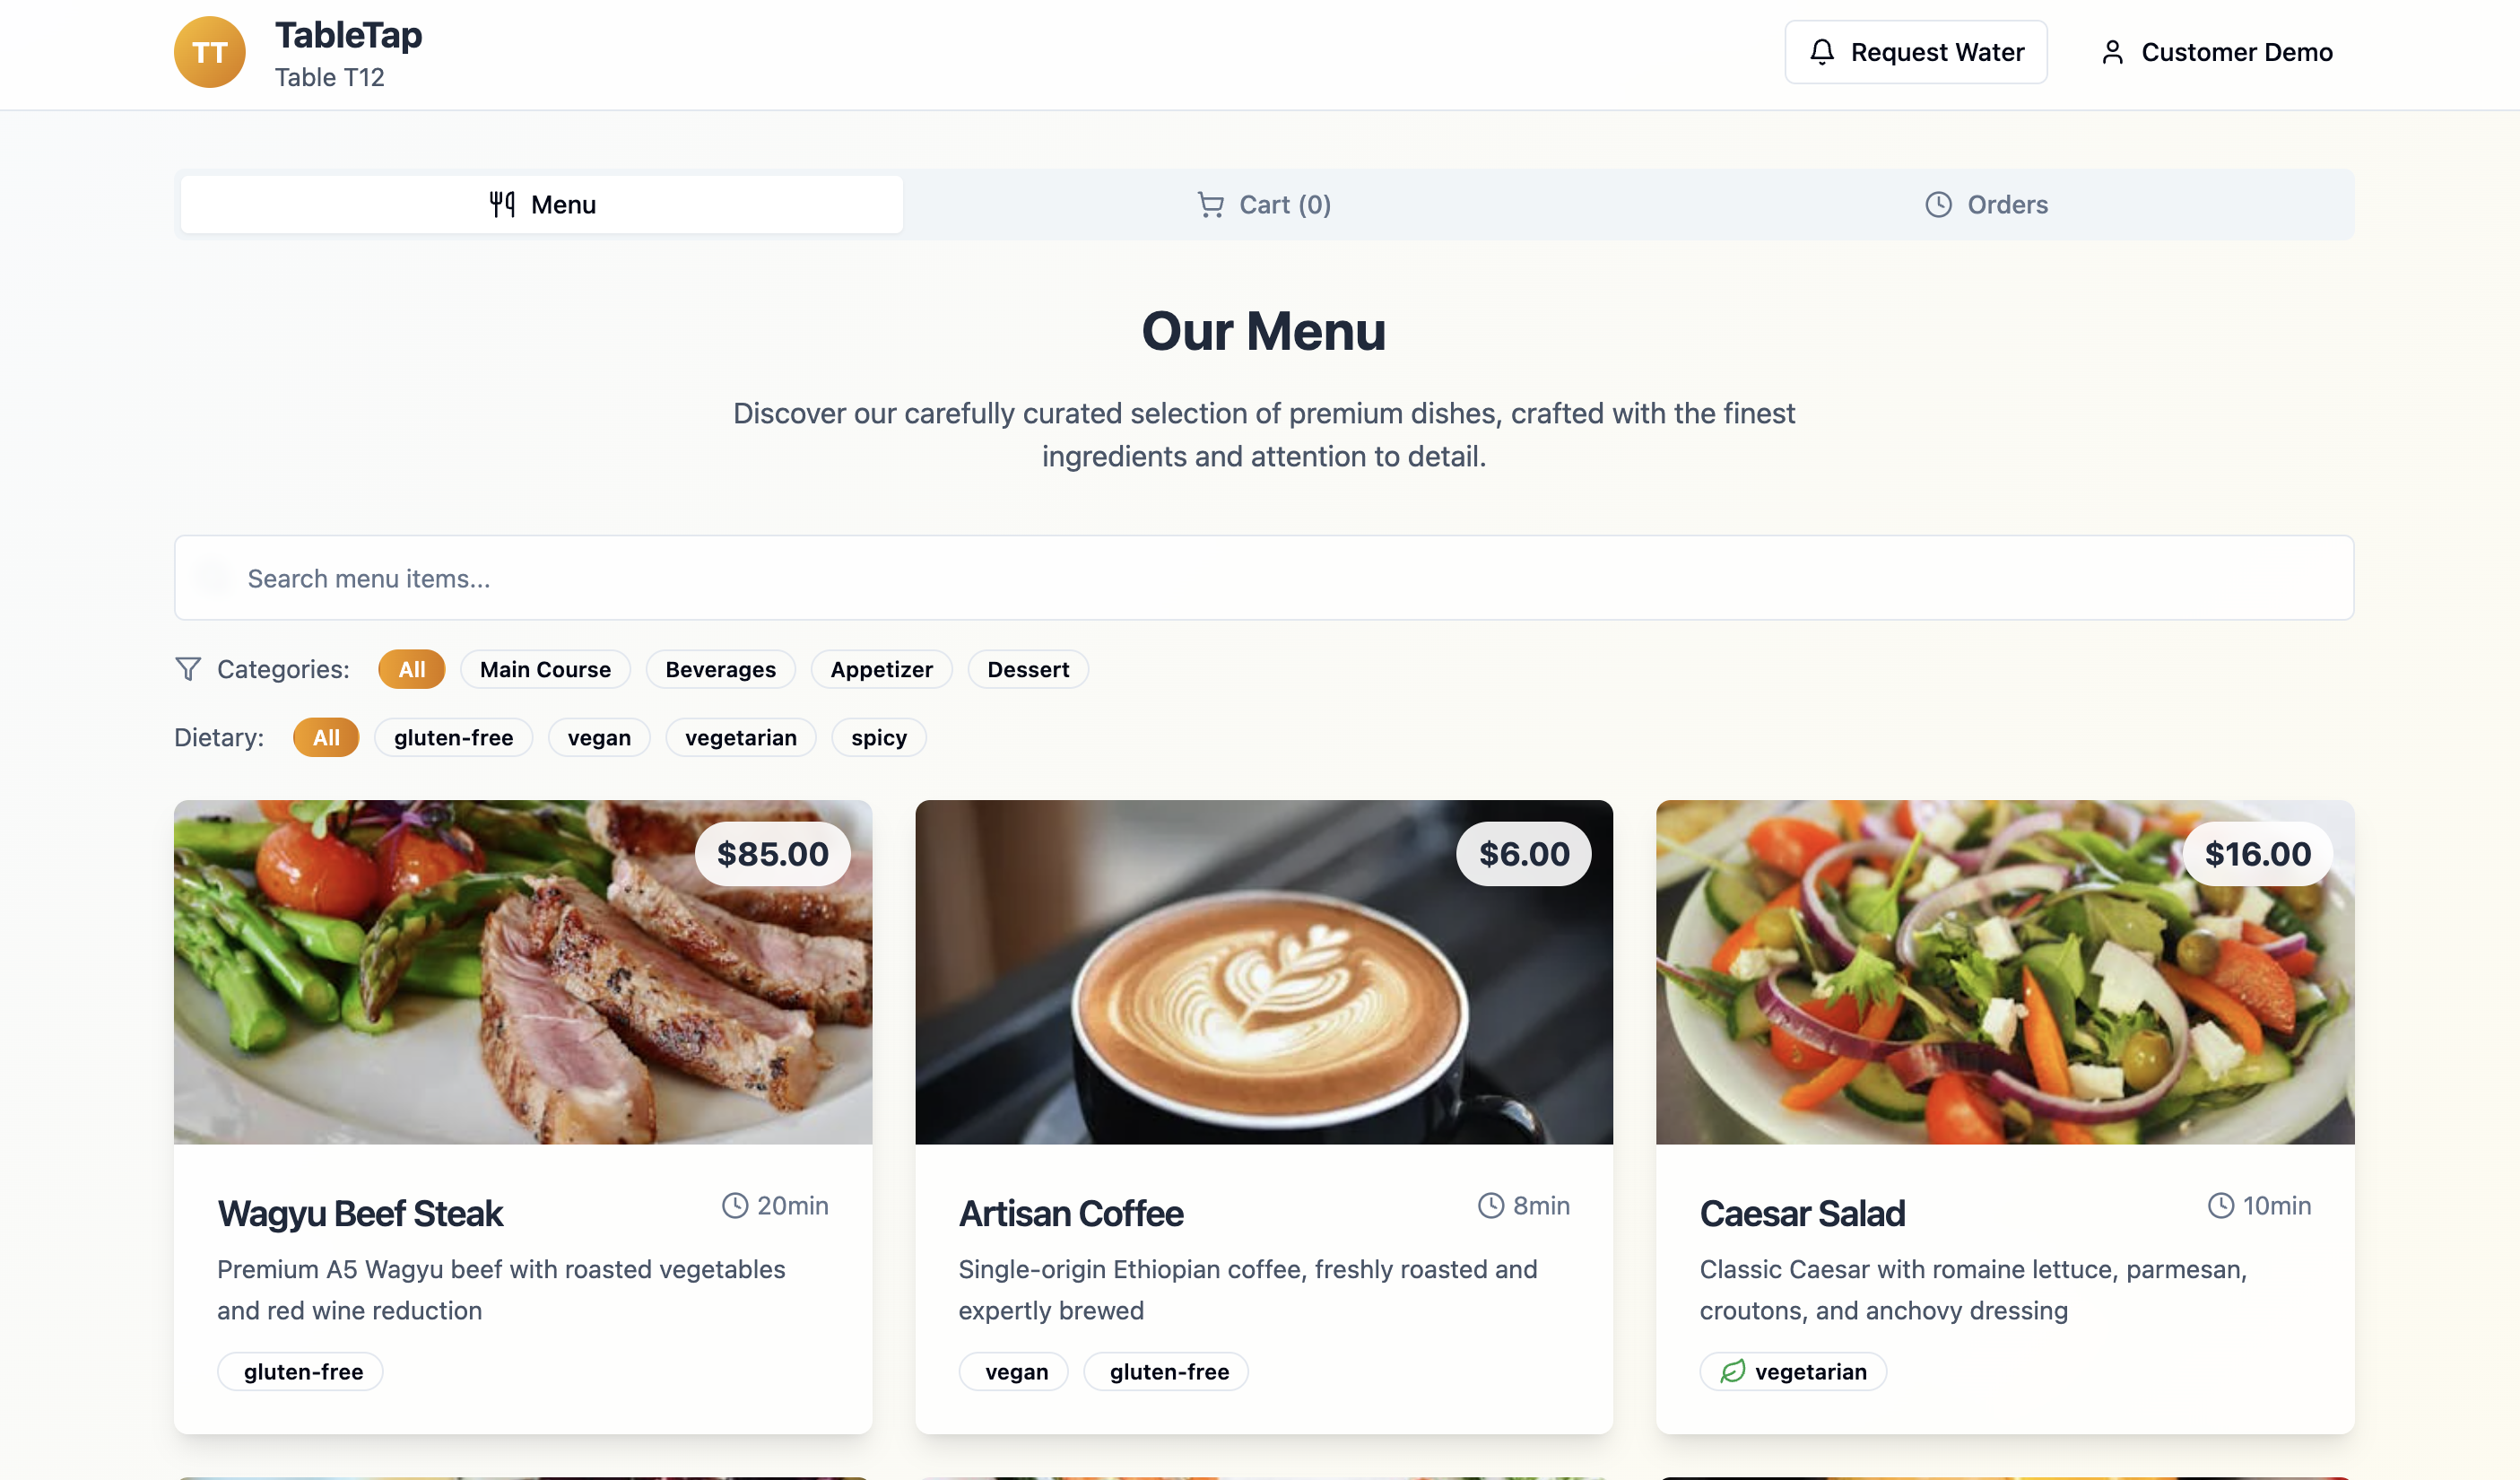 TT
TableTap
Table T12
Request Water
Customer Demo
Menu
Cart (0)
Orders
Our Menu
Discover our carefully curated selection of premium dishes, crafted with the finest
ingredients and attention to detail.
Search menu items...
Categories: All Main Course Beverages Appetizer Dessert
Dietary: All gluten-free vegan vegetarian spicy
$85.00
Wagyu Beef Steak
20min
Premium A5 Wagyu beef with roasted vegetables
and red wine reduction
gluten-free
$6.00
Artisan Coffee
8min
Single-origin Ethiopian coffee, freshly roasted and
expertly brewed
vegan gluten-free
$16.00
Caesar Salad
10min
Classic Caesar with romaine lettuce, parmesan,
croutons, and anchovy dressing
vegetarian